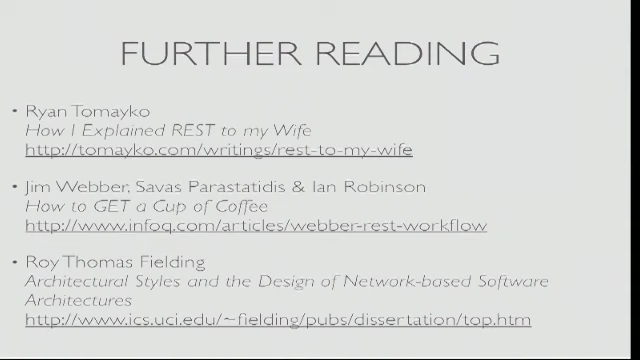 FURTHER READING
• Ryan Tomayko
How I Explained REST to my Wife
http://tomayko.com/writings/rest-to-my-wife
• Jim Webber, Savas Parastatidis & Ian Robinson
How to GET a Cup of Coffee
http://www.infoq.com/articles/webber-rest-workflow
• Roy Thomas Fielding
Architectural Styles and the Design of Network-based Software
Architectures
http://www.ics.uci.edu/~fielding/pubs/dissertation/top.htm